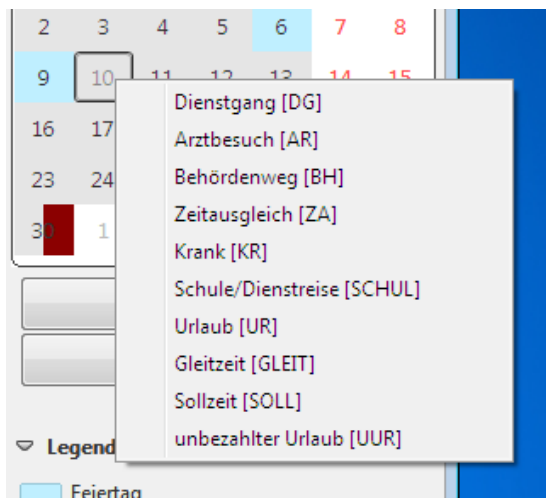 2 3 4 5 6 7 8
9 10 11 12 13 14 15
Dienstgang [DG]
Arztbesuch [AR]
16 17
Behördenweg [BH]
23 24
Zeitausgleich [ZA]
30 1
Krank [KR]
Schule/Dienstreise [SCHUL]
Urlaub [UR]
Gleitzeit [GLEIT]
Sollzeit [SOLL]
unbezahlter Urlaub [UUR]
Legend
Feiertag